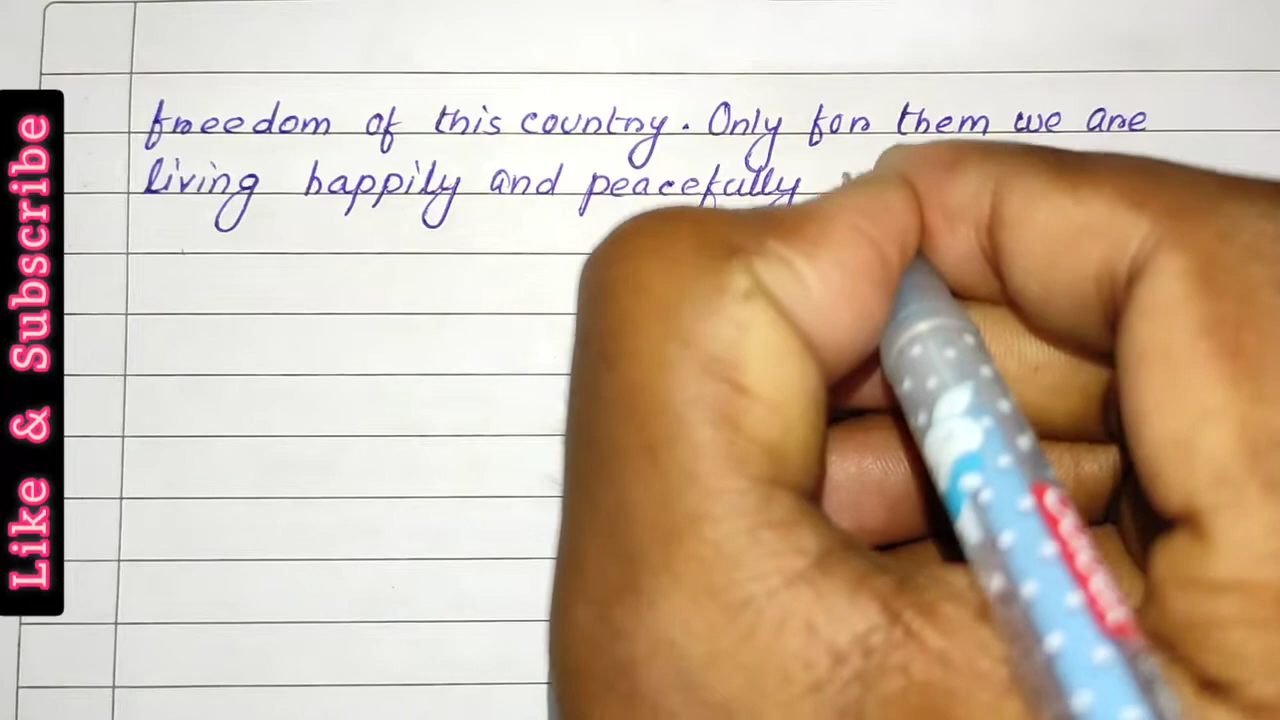 Like & Subscribe
freedom of this country. Only for them we are
living happily and peacefully